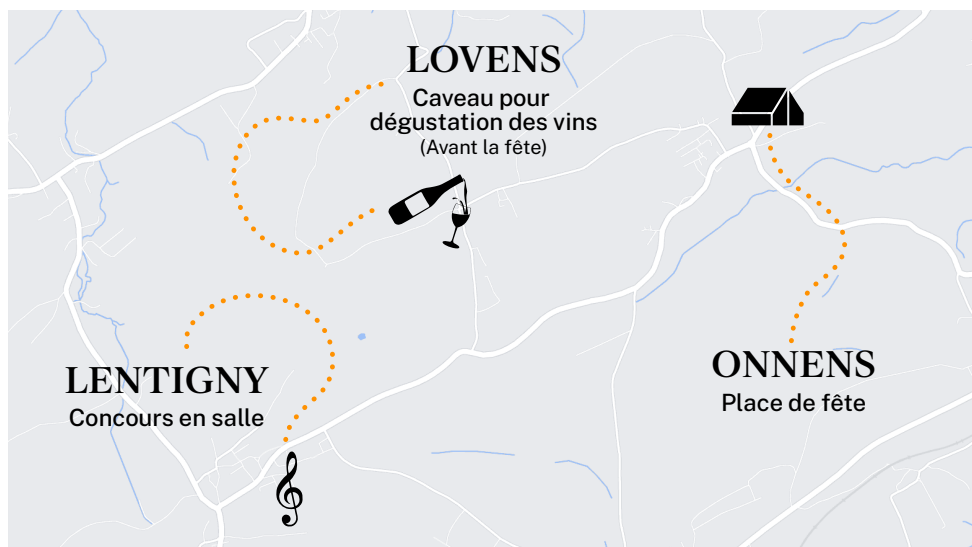 LOVENS
Caveau pour
dégustation des vins
(Avant la fête)
LENTIGNY
Concours en salle
ONNENS
Place de fête